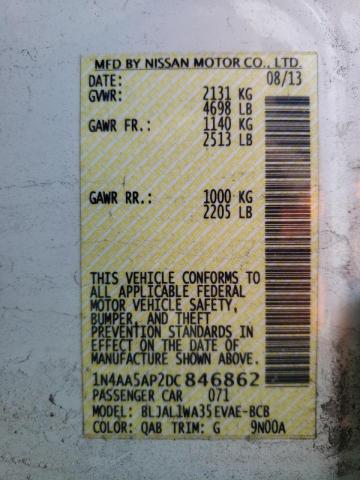 MFD BY NISSAN MOTOR CO., LTD.
DATE: 08/13
GVWR: 2131 KG
4698 LB
GAWR FR.: 1140 KG
2513 LB
GAWR RR.: 1000 KG
2205 LB
THIS VEHICLE CONFORMS TO
ALL APPLICABLE FEDERAL
MOTOR VEHICLE SAFETY,
BUMPER, AND THEFT
PREVENTION STANDARDS IN
EFFECT ON THE DATE OF
MANUFACTURE SHOWN ABOVE.
1N4AA5AP2DC846862
PASSENGER CAR 071
MODEL: BLJAL1WA35EVAE-BCB
COLOR: QAB TRIM: G 9N00A